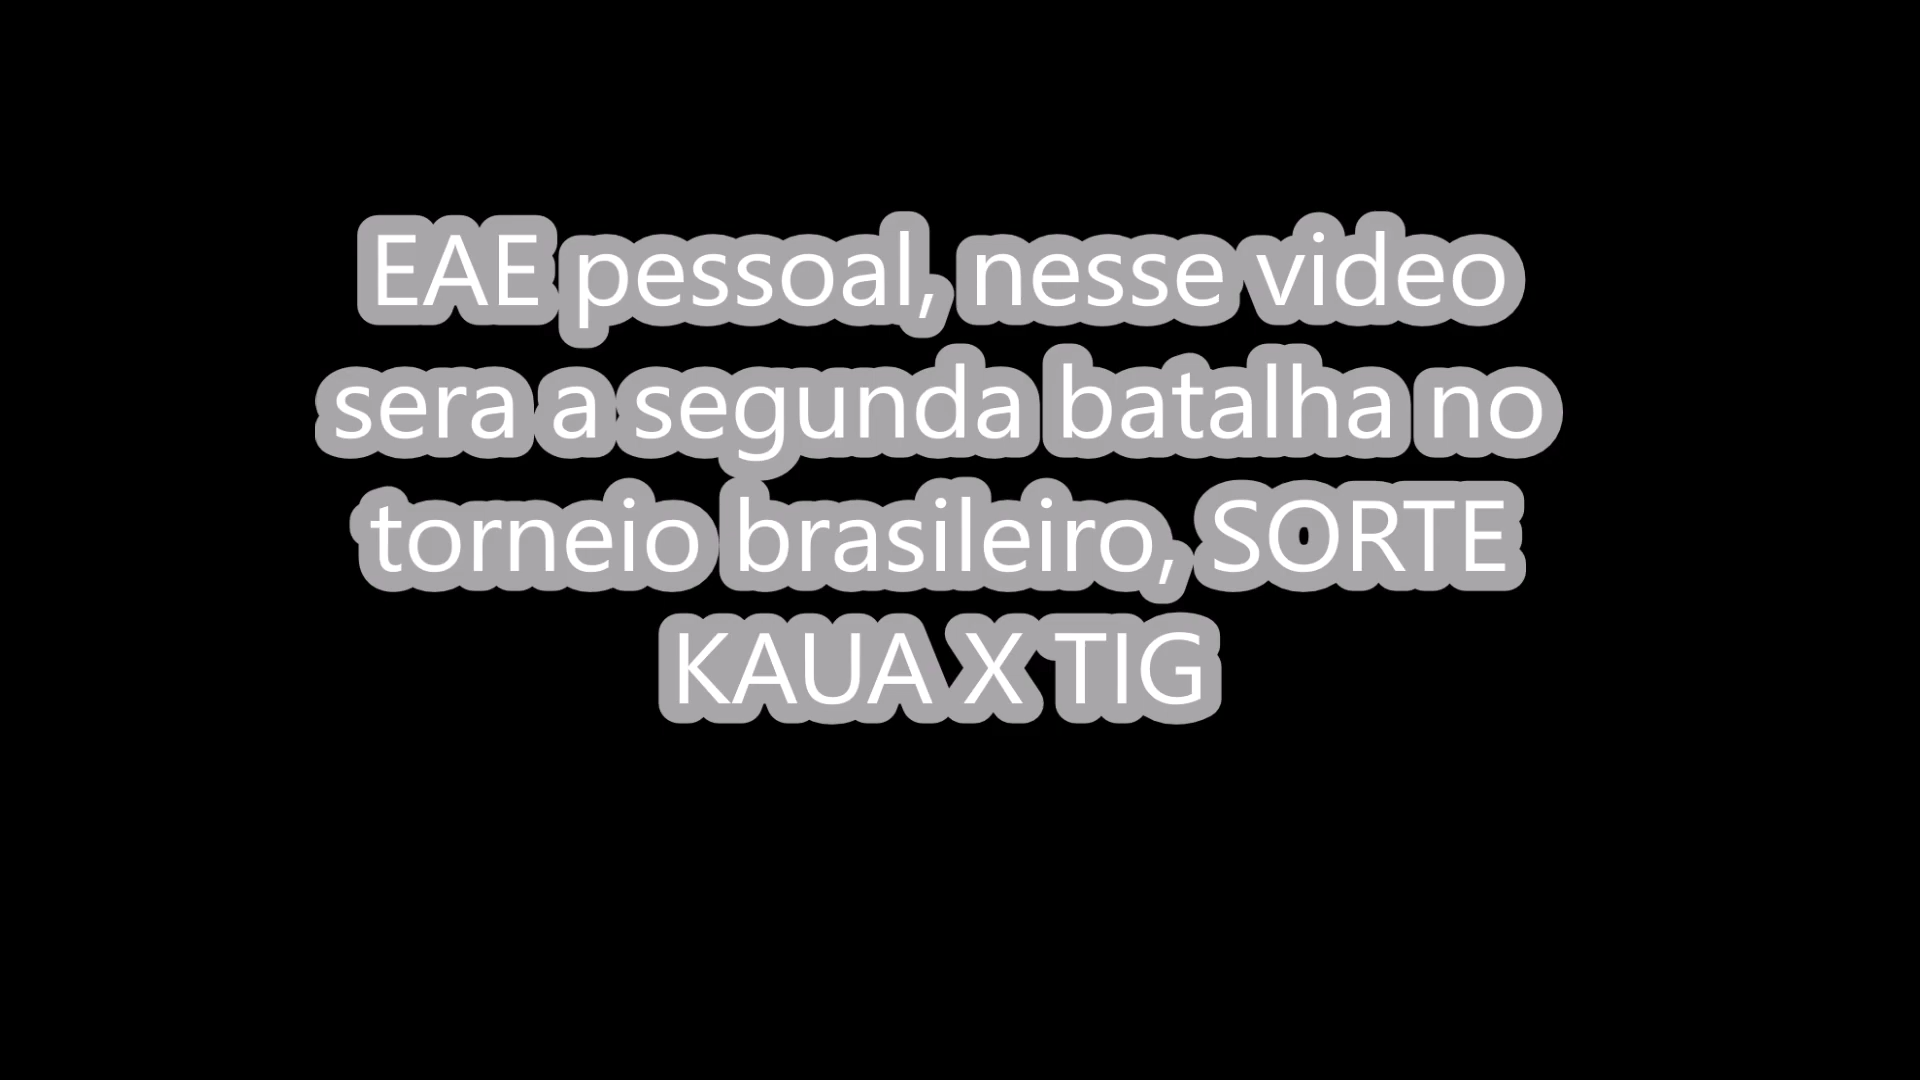 EAE pessoal, nesse video
sera a segunda batalha no
torneio brasileiro, SORTE
KAUA X TIG